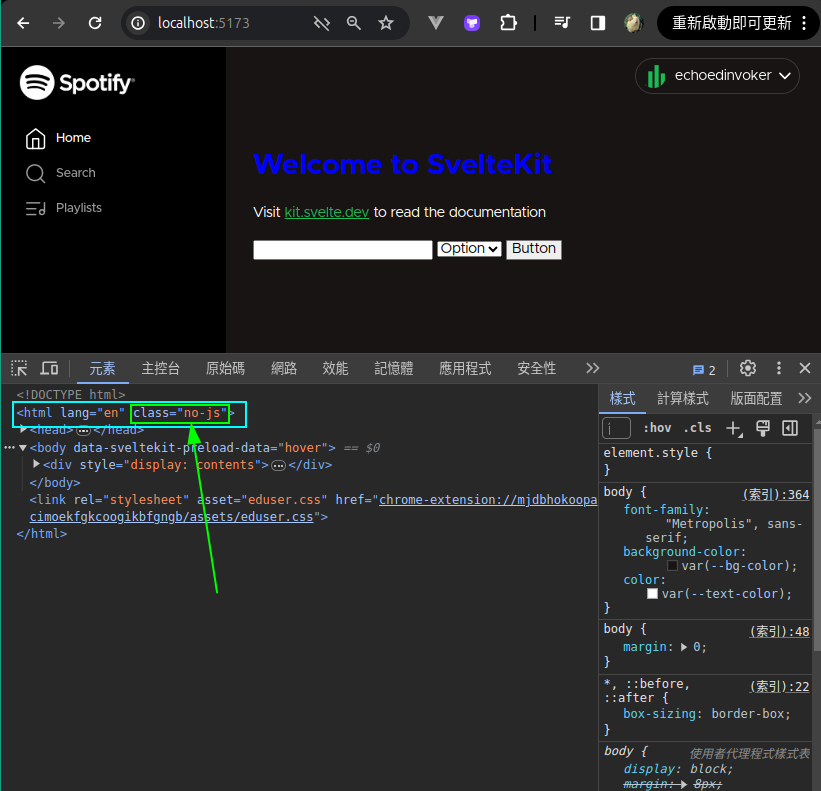 localhost:5173
重新啟動即可更新
Spotify
echoedinvoker
Home
Search
Playlists
Welcome to SvelteKit
Visit kit.svelte.dev to read the documentation
Option Button
元素 主控台 原始碼 網路 效能 記憶體 應用程式 安全性 2
<!DOCTYPE html>
<html lang="en" class="no-js">
<head> … </head>
<body data-sveltekit-preload-data="hover"> == $0
<div style="display: contents"> … </div>
</body>
<link rel="stylesheet" asset="eduser.css" href="chrome-extension://mjdbhokoopa
cimoekfgkcoogikbfgngb/assets/eduser.css">
</html>
樣式 計算樣式 版面配置
:hov .cls
element.style {
}
body { (索引):364
font-family:
"Metropolis", sans-
serif;
background-color:
var(--bg-color);
color:
var(--text-color);
}
body { (索引):48
margin: 0;
}
*, ::before, (索引):22
::after {
box-sizing: border-box;
}
body { 使用者代理程式樣式表
display: block;
margin: 8px;